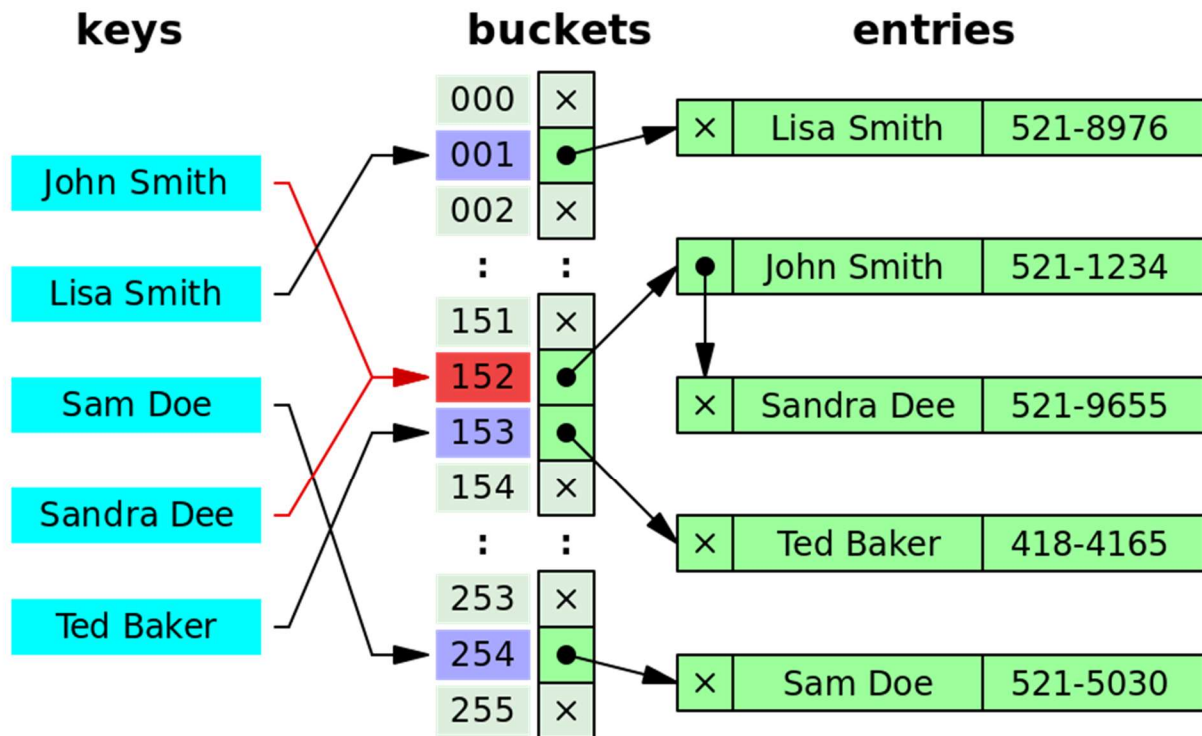 keys
buckets
entries
John Smith
Lisa Smith
Sam Doe
Sandra Dee
Ted Baker
000 ×
001
002 ×
: :
151 ×
152
153
154 ×
: :
253 ×
254
255 ×
× Lisa Smith 521-8976
John Smith 521-1234
× Sandra Dee 521-9655
× Ted Baker 418-4165
× Sam Doe 521-5030